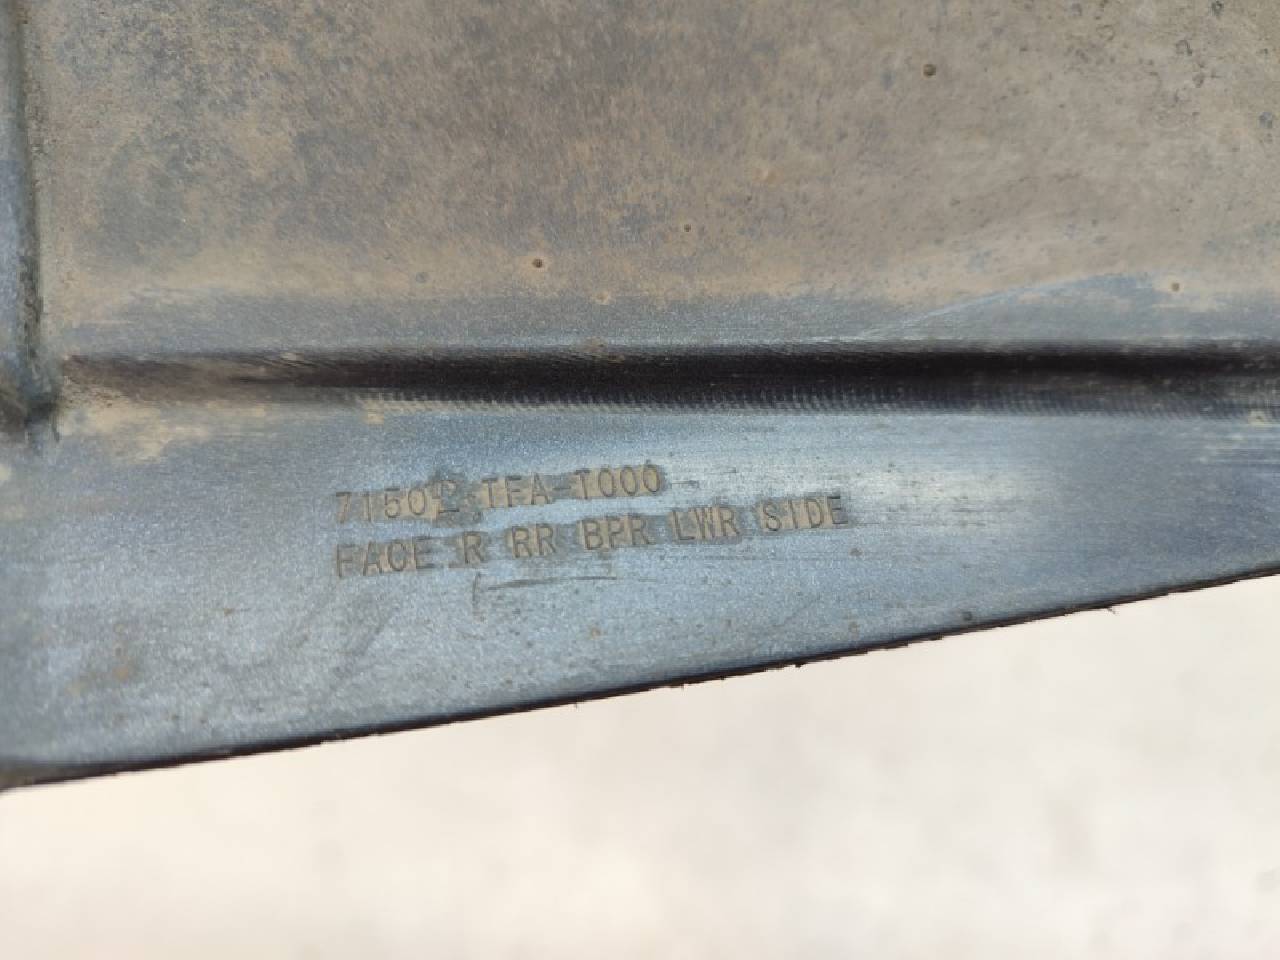 71502-TFA-T000
FACE R RR BPR LWR SIDE